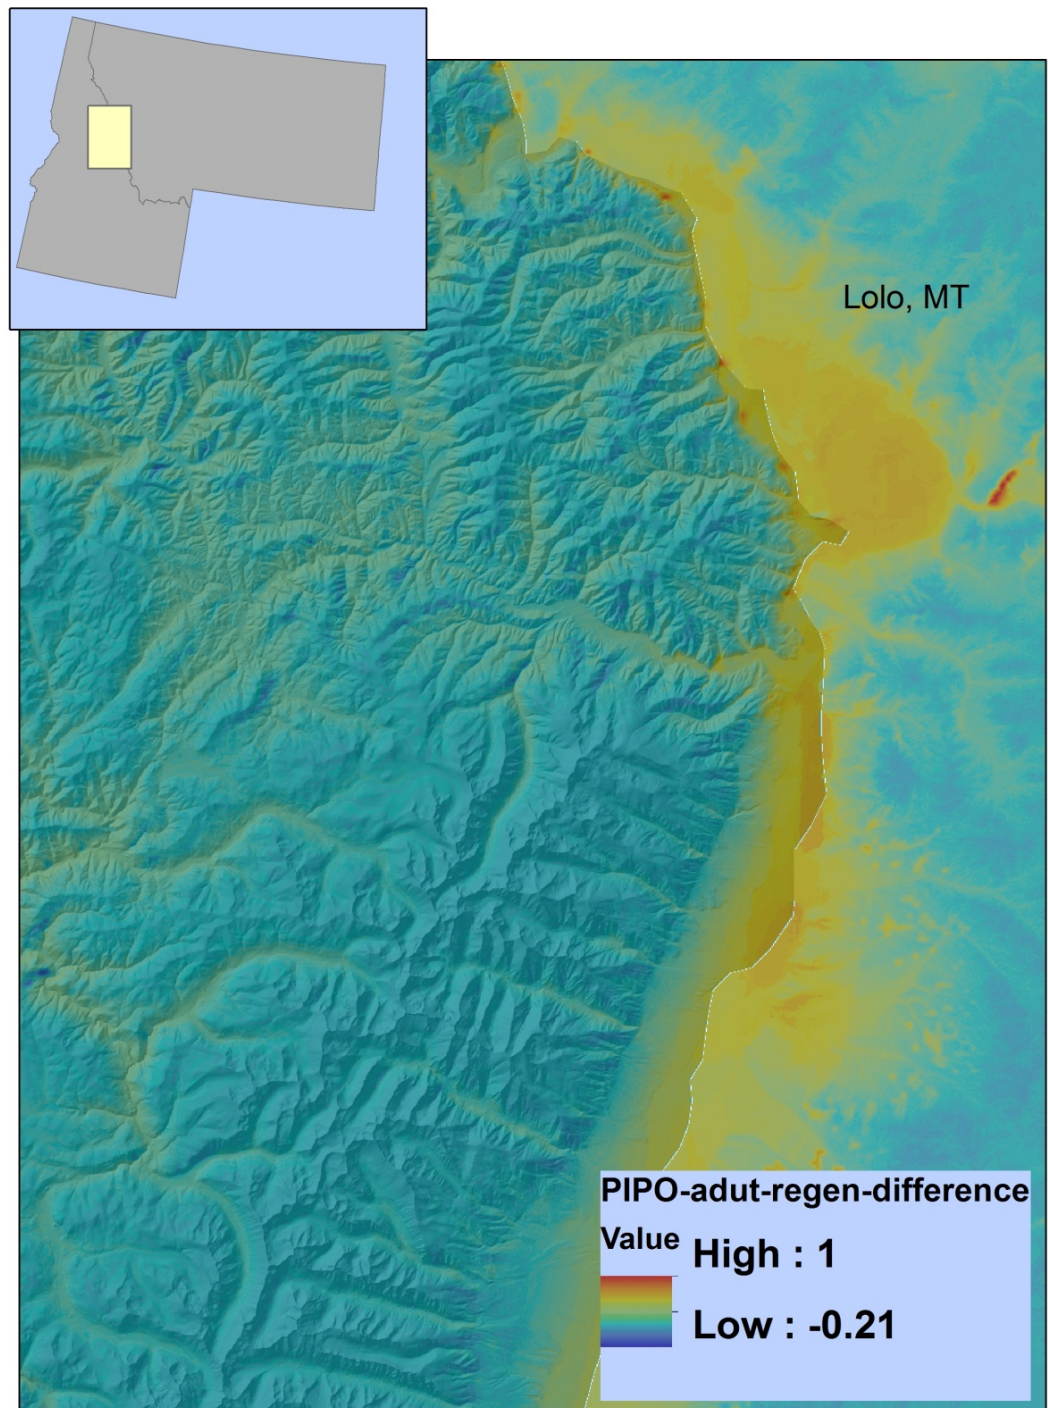 Lolo, MT
PIPO-adut-regen-difference
Value
High : 1
Low : -0.21